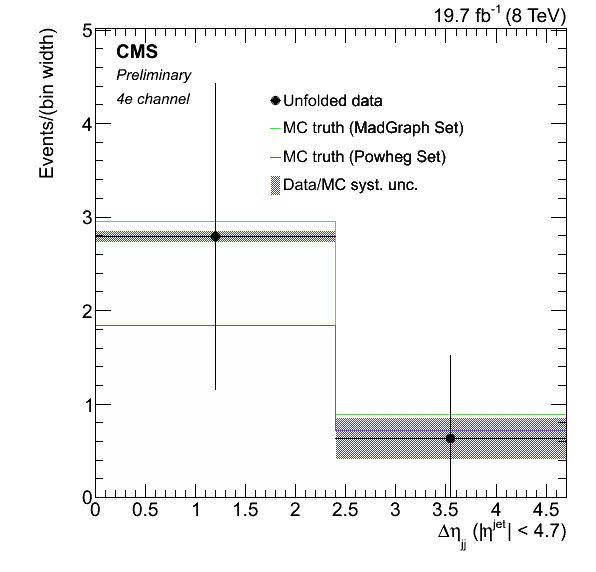 19.7 fb⁻¹ (8 TeV)
CMS
Preliminary
4e channel
Unfolded data
MC truth (MadGraph Set)
MC truth (Powheg Set)
Data/MC syst. unc.
Events/(bin width)
5
4
3
2
1
0
0 0.5 1 1.5 2 2.5 3 3.5 4 4.5
Δη_jj (|η^jet| < 4.7)